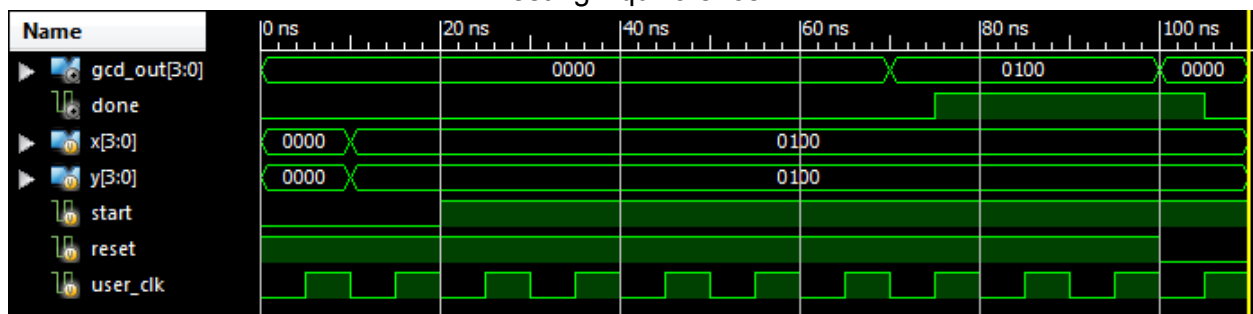 Name 0 ns 20 ns 40 ns 60 ns 80 ns 100 ns
gcd_out[3:0] 0000 0100 0000
done
x[3:0] 0000 0100
y[3:0] 0000 0100
start
reset
user_clk